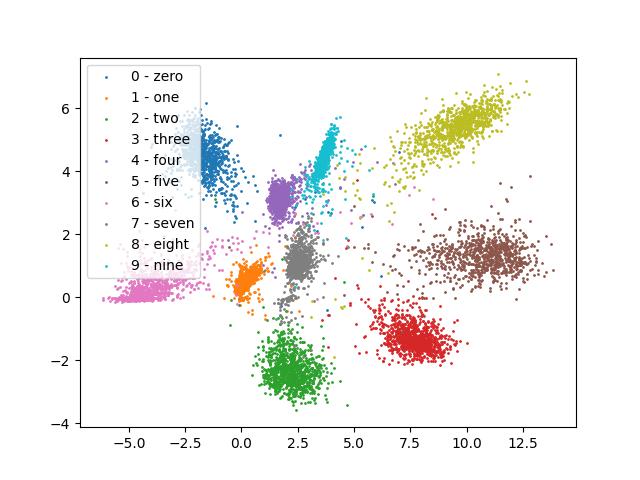 0 - zero
1 - one
2 - two
3 - three
4 - four
5 - five
6 - six
7 - seven
8 - eight
9 - nine
6
4
2
0
−2
−4
−5.0 −2.5 0.0 2.5 5.0 7.5 10.0 12.5